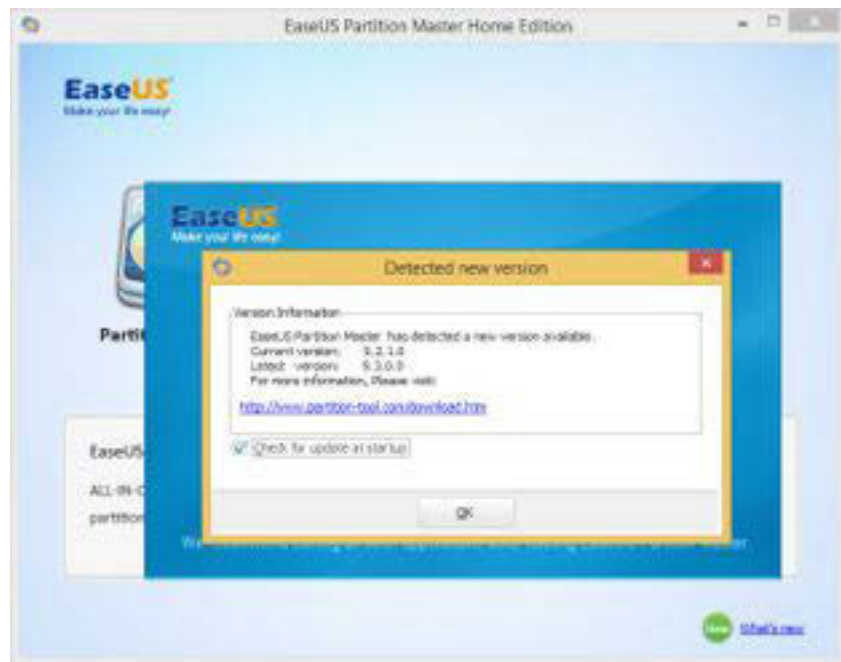 EaseUS Partition Master Home Edition
EaseUS
Make your life easy!
EaseUS
Make your life easy!
Detected new version
Partit
Version Information
EaseUS Partition Master has detected a new version available.
Current version: 9.2.1.0
Latest version: 9.3.0.0
For more information, Please visit:
http://www.partition-tool.com/download.htm
Check for update at startup
EaseUS
ALL-IN-O
partition
OK
We
What's new